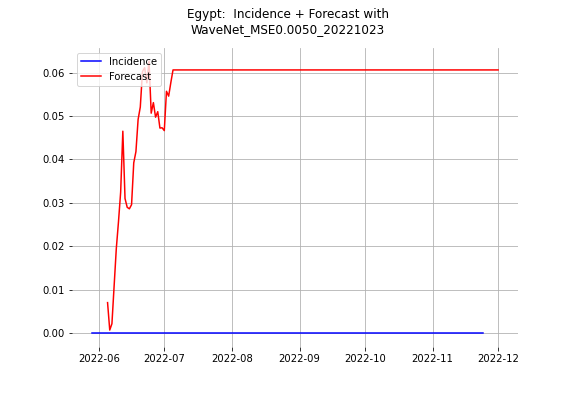 Egypt:  Incidence + Forecast with
WaveNet_MSE0.0050_20221023
Incidence
Forecast
0.06
0.05
0.04
0.03
0.02
0.01
0.00
2022-06 2022-07 2022-08 2022-09 2022-10 2022-11 2022-12